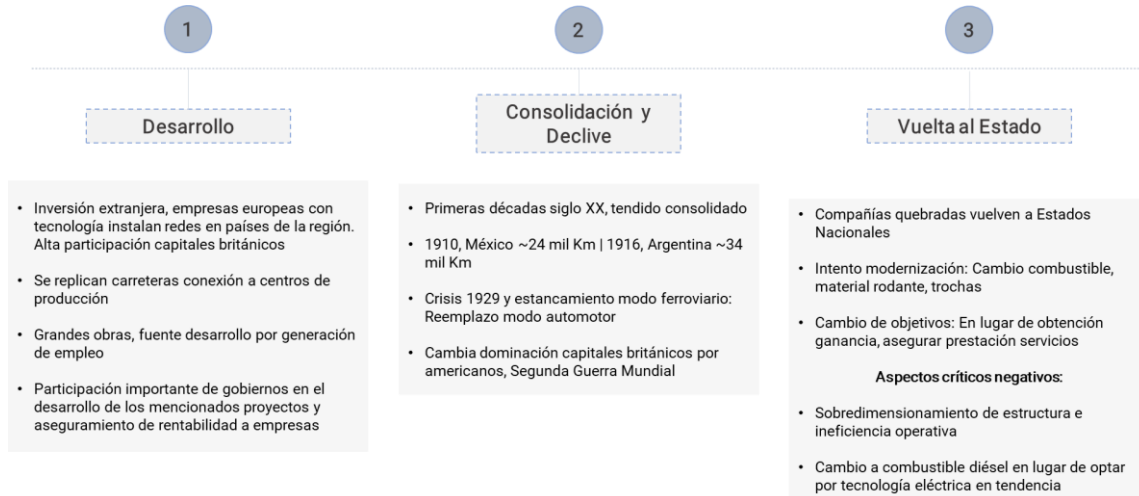 1
Desarrollo
• Inversión extranjera, empresas europeas con
tecnología instalan redes en países de la región.
Alta participación capitales británicos
• Se replican carreteras conexión a centros de
producción
• Grandes obras, fuente desarrollo por generación
de empleo
• Participación importante de gobiernos en el
desarrollo de los mencionados proyectos y
aseguramiento de rentabilidad a empresas
2
Consolidación y
Declive
• Primeras décadas siglo XX, tendido consolidado
• 1910, México ~24 mil Km | 1916, Argentina ~34
mil Km
• Crisis 1929 y estancamiento modo ferroviario:
Reemplazo modo automotor
• Cambia dominación capitales británicos por
americanos, Segunda Guerra Mundial
3
Vuelta al Estado
• Compañías quebradas vuelven a Estados
Nacionales
• Intento modernización: Cambio combustible,
material rodante, trochas
• Cambio de objetivos: En lugar de obtención
ganancia, asegurar prestación servicios
Aspectos críticos negativos:
• Sobredimensionamiento de estructura e
ineficiencia operativa
• Cambio a combustible diésel en lugar de optar
por tecnología eléctrica en tendencia